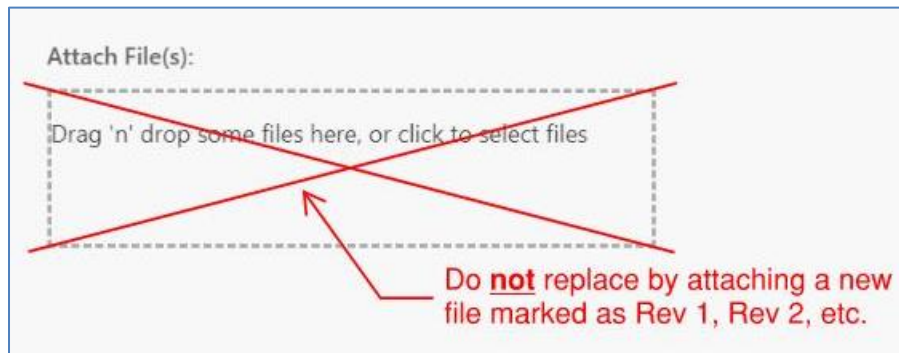 Attach File(s):
Drag 'n' drop some files here, or click to select files
Do not replace by attaching a new
file marked as Rev 1, Rev 2, etc.